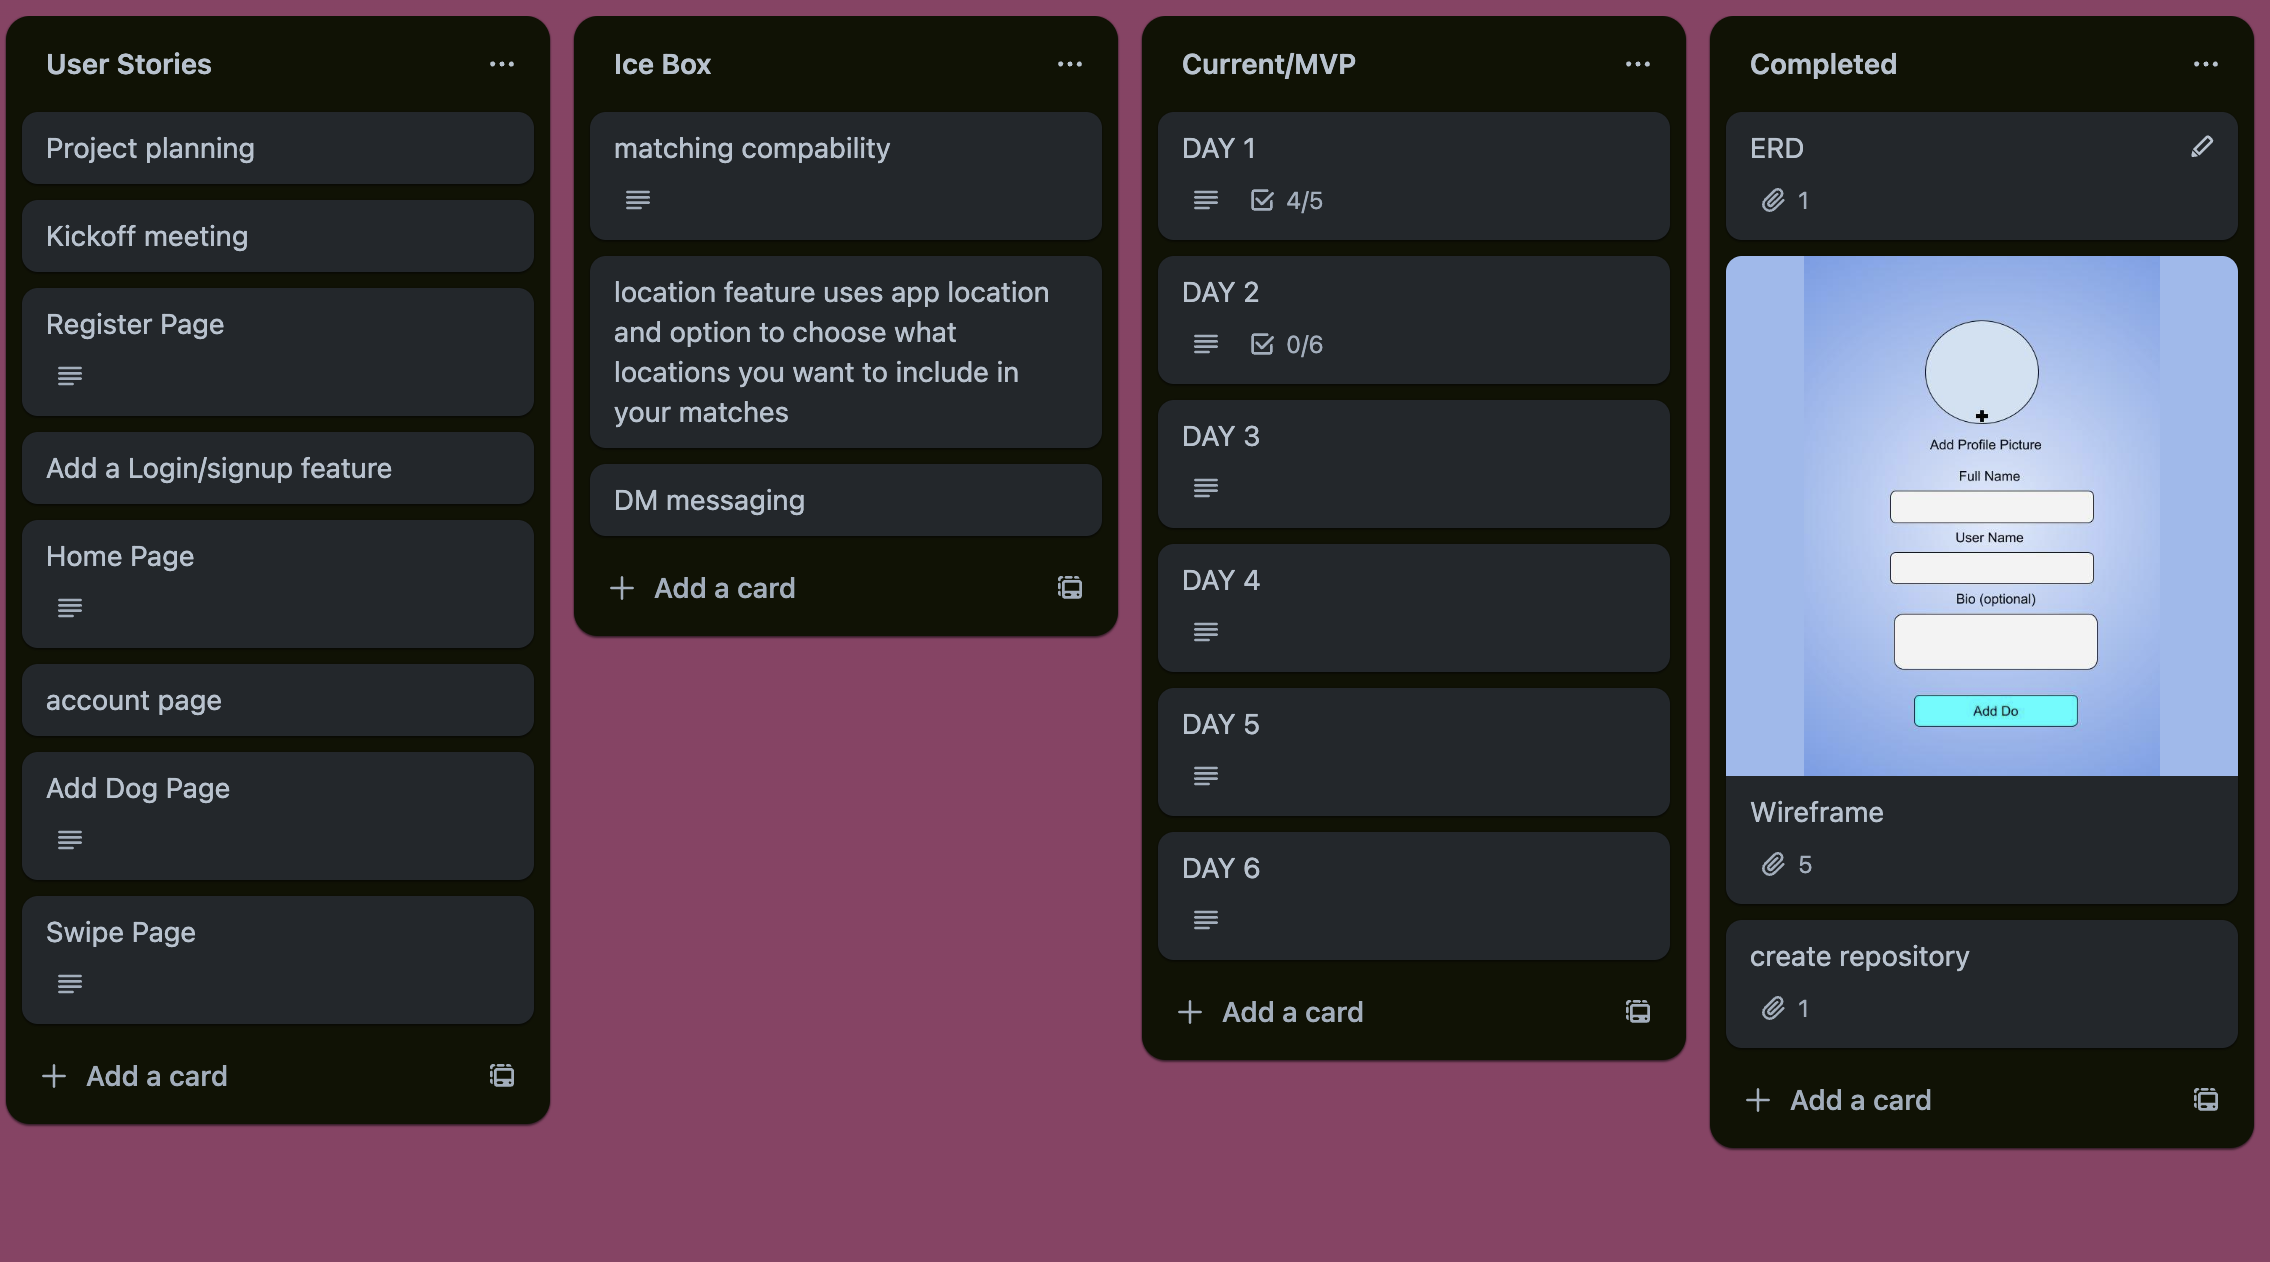 User Stories
Project planning
Kickoff meeting
Register Page
Add a Login/signup feature
Home Page
account page
Add Dog Page
Swipe Page
Add a card
Ice Box
matching compability
location feature uses app location
and option to choose what
locations you want to include in
your matches
DM messaging
Add a card
Current/MVP
DAY 1
4/5
DAY 2
0/6
DAY 3
DAY 4
DAY 5
DAY 6
Add a card
Completed
ERD
1
Add Profile Picture
Full Name
User Name
Bio (optional)
Add Do
Wireframe
5
create repository
1
Add a card